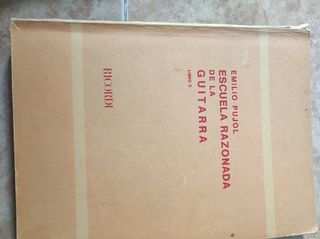 EMILIO PUJOL
ESCUELA RAZONADA
DE LA
GUITARRA
LIBRO II
RICORDI